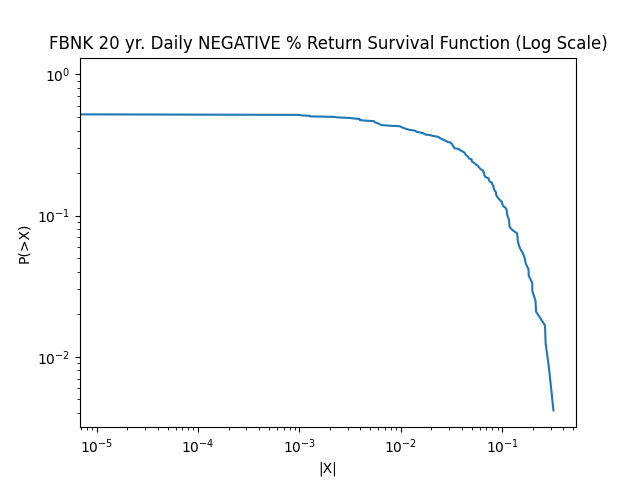 FBNK 20 yr. Daily NEGATIVE % Return Survival Function (Log Scale)
10⁰
10⁻¹
10⁻²
P(>X)
10⁻⁵ 10⁻⁴ 10⁻³ 10⁻² 10⁻¹
|X|